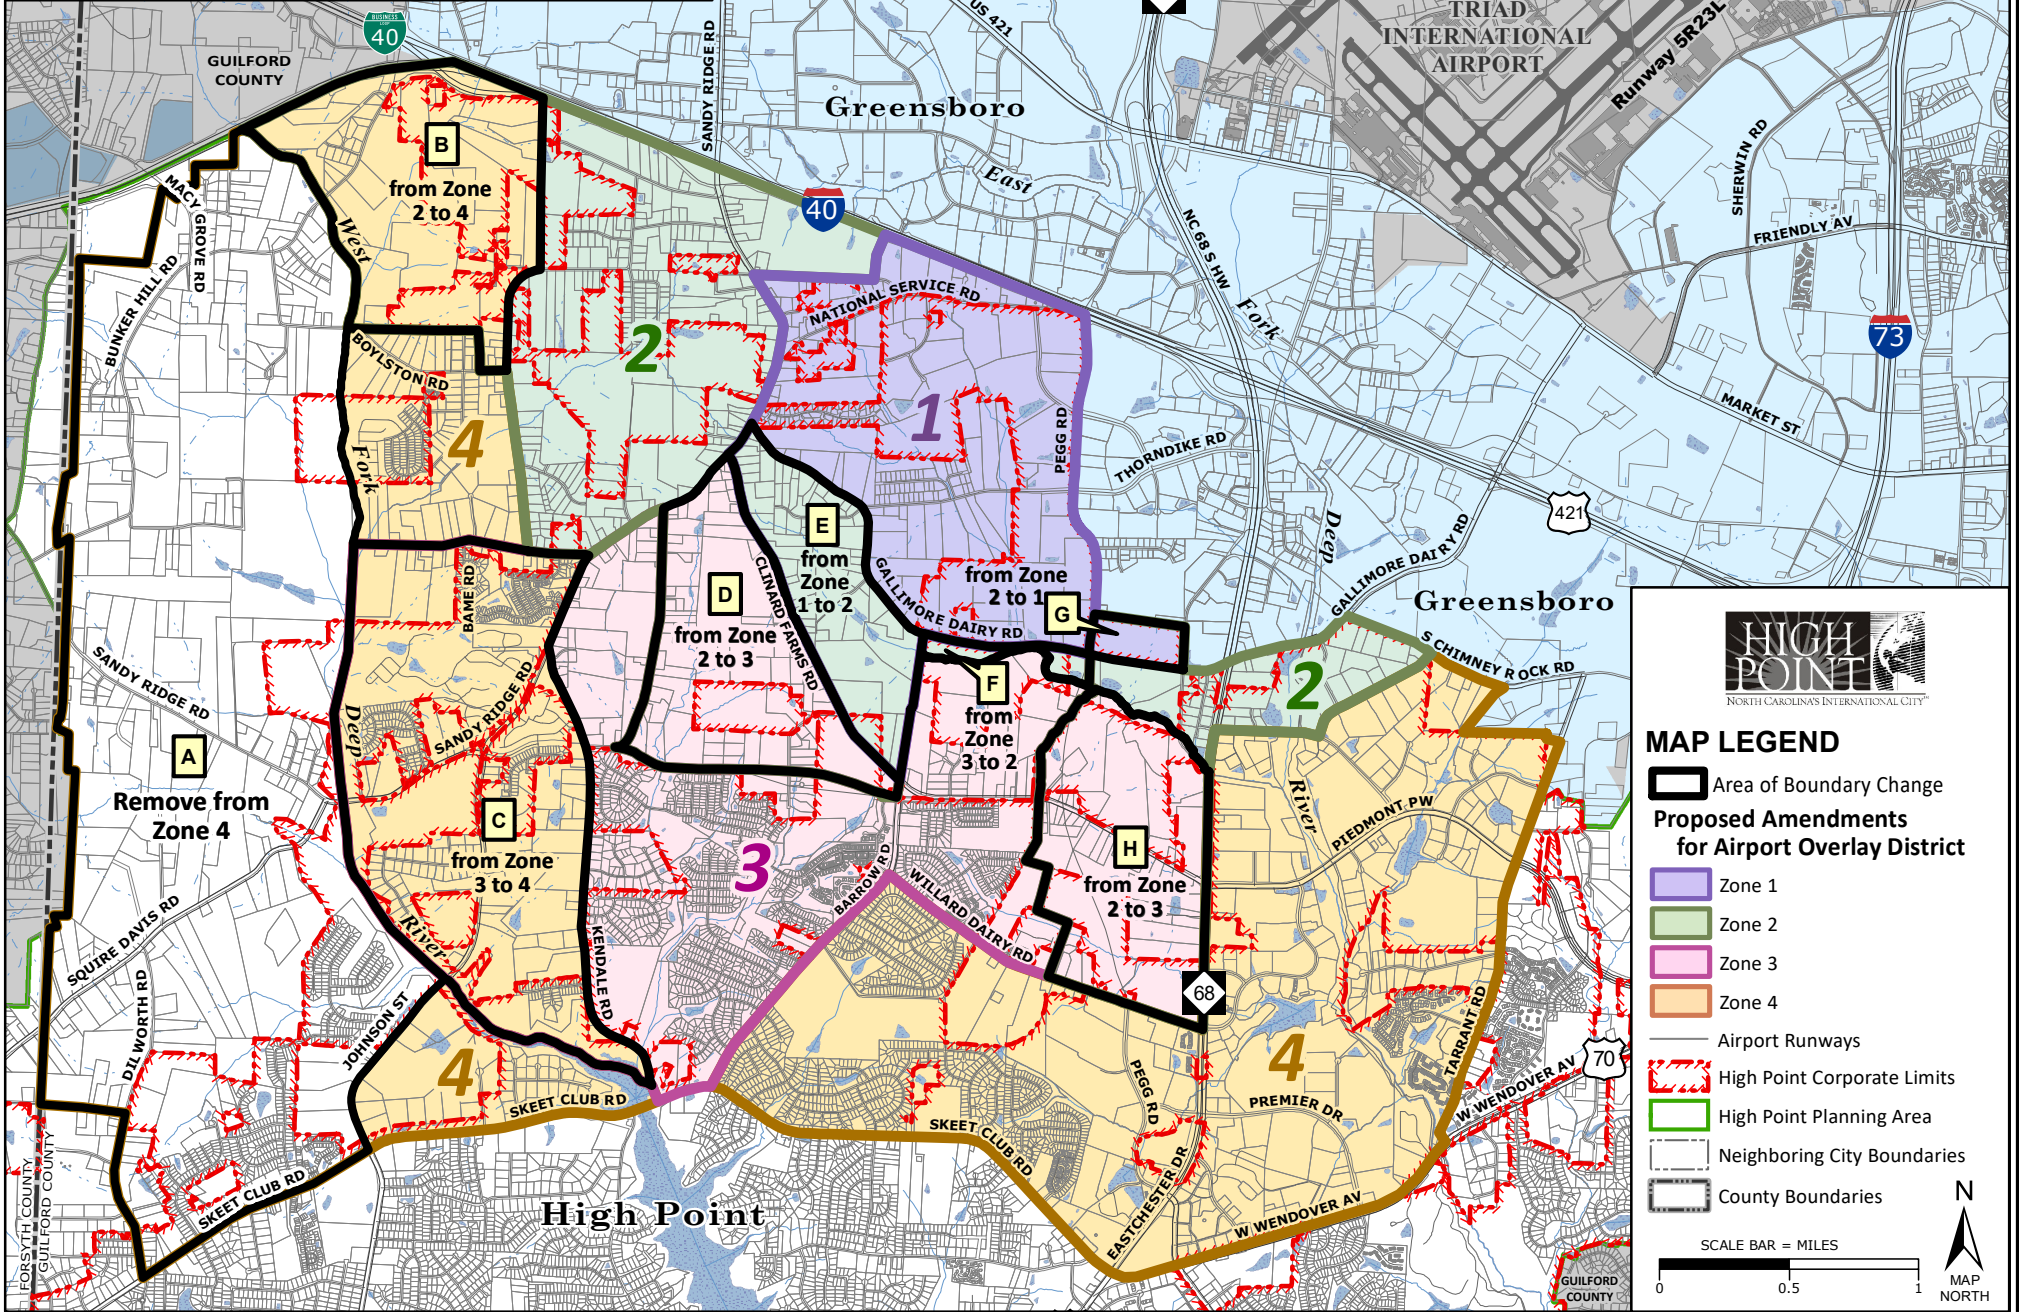 BUSINESS
LOOP
40
GUILFORD
COUNTY
SANDY RIDGE RD
US 421
TRIAD
INTERNATIONAL
AIRPORT
Runway 5R23L
Greensboro
East
Fork
40
NC 68 S HWY
SHERWIN RD
FRIENDLY AV
73
MARKET ST
421
B
from Zone
2 to 4
West
Fork
MACY GROVE RD
BUNKER HILL RD
BOYLSTON RD
4
2
NATIONAL SERVICE RD
1
PEGG RD
THORNDIKE RD
Deep
GALLIMORE DAIRY RD
Greensboro
S CHIMNEY ROCK RD
E
from
Zone
1 to 2
D
from Zone
2 to 3
CLINARD FARMS RD
GALLIMORE DAIRY RD
from Zone
2 to 1
G
F
from
Zone
3 to 2
2
BAME RD
SANDY RIDGE RD
SANDY RIDGE RD
Deep
A
Remove from
Zone 4
C
from Zone
3 to 4
3
H
from Zone
2 to 3
River
PIEDMONT PW
BARROW RD
WILLARD DAIRY RD
River
KENDALE RD
SQUIRE DAVIS RD
DILWORTH RD
JOHNSON ST
68
4
4
TARRANT RD
70
W WENDOVER AV
PEGG RD
PREMIER DR
SKEET CLUB RD
SKEET CLUB RD
SKEET CLUB RD
EASTCHESTER DR
W WENDOVER AV
High Point
FORSYTH COUNTY
GUILFORD COUNTY
GUILFORD
COUNTY
HIGH
POINT
NORTH CAROLINA'S INTERNATIONAL CITY
MAP LEGEND
Area of Boundary Change
Proposed Amendments
for Airport Overlay District
Zone 1
Zone 2
Zone 3
Zone 4
Airport Runways
High Point Corporate Limits
High Point Planning Area
Neighboring City Boundaries
County Boundaries
SCALE BAR = MILES
0 0.5 1
N
MAP
NORTH